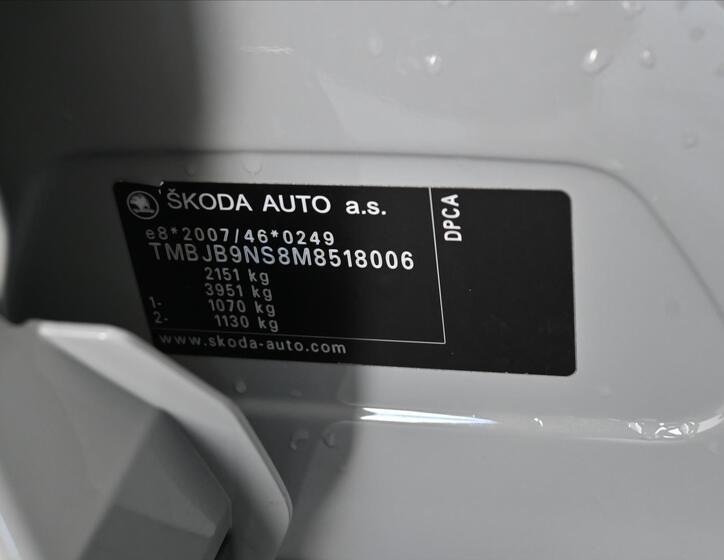 ŠKODA AUTO a.s.
DPCA
e8*2007/46*0249
TMBJB9NS8M8518006
2151 kg
3951 kg
1- 1070 kg
2- 1130 kg
www.skoda-auto.com